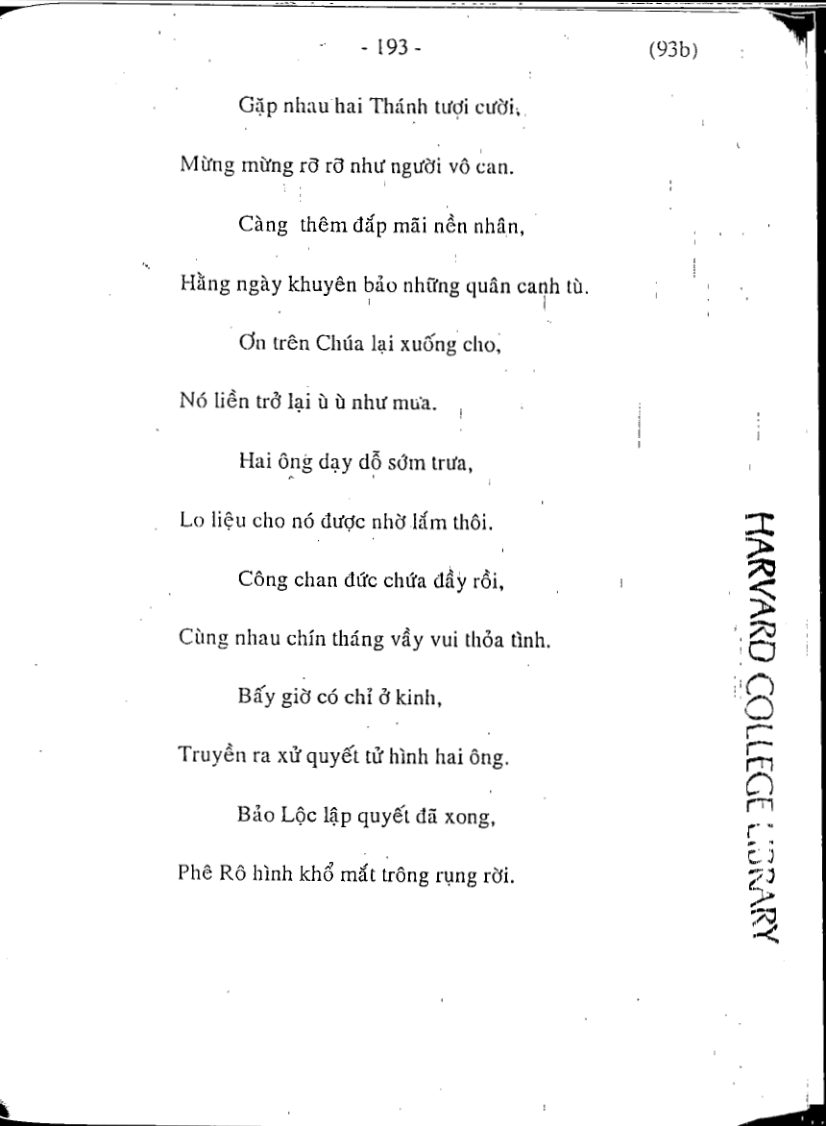 - 193 - (93b)
Gặp nhau hai Thánh tượi cười,
Mừng mừng rỡ rỡ như người vô can.
Càng thêm đắp mãi nền nhân,
Hằng ngày khuyên bảo những quân canh tù.
Ơn trên Chúa lại xuống cho,
Nó liền trở lại ù ù như mưa.
Hai ông dạy dỗ sớm trưa,
Lo liệu cho nó được nhờ lắm thôi.
Công chan đức chứa đầy rồi,
Cùng nhau chín tháng vầy vui thỏa tình.
Bấy giờ có chỉ ở kinh,
Truyền ra xử quyết tử hình hai ông.
Bảo Lộc lập quyết đã xong,
Phê Rô hình khổ mắt trông rụng rời.
HARVARD COLLEGE LIBRARY